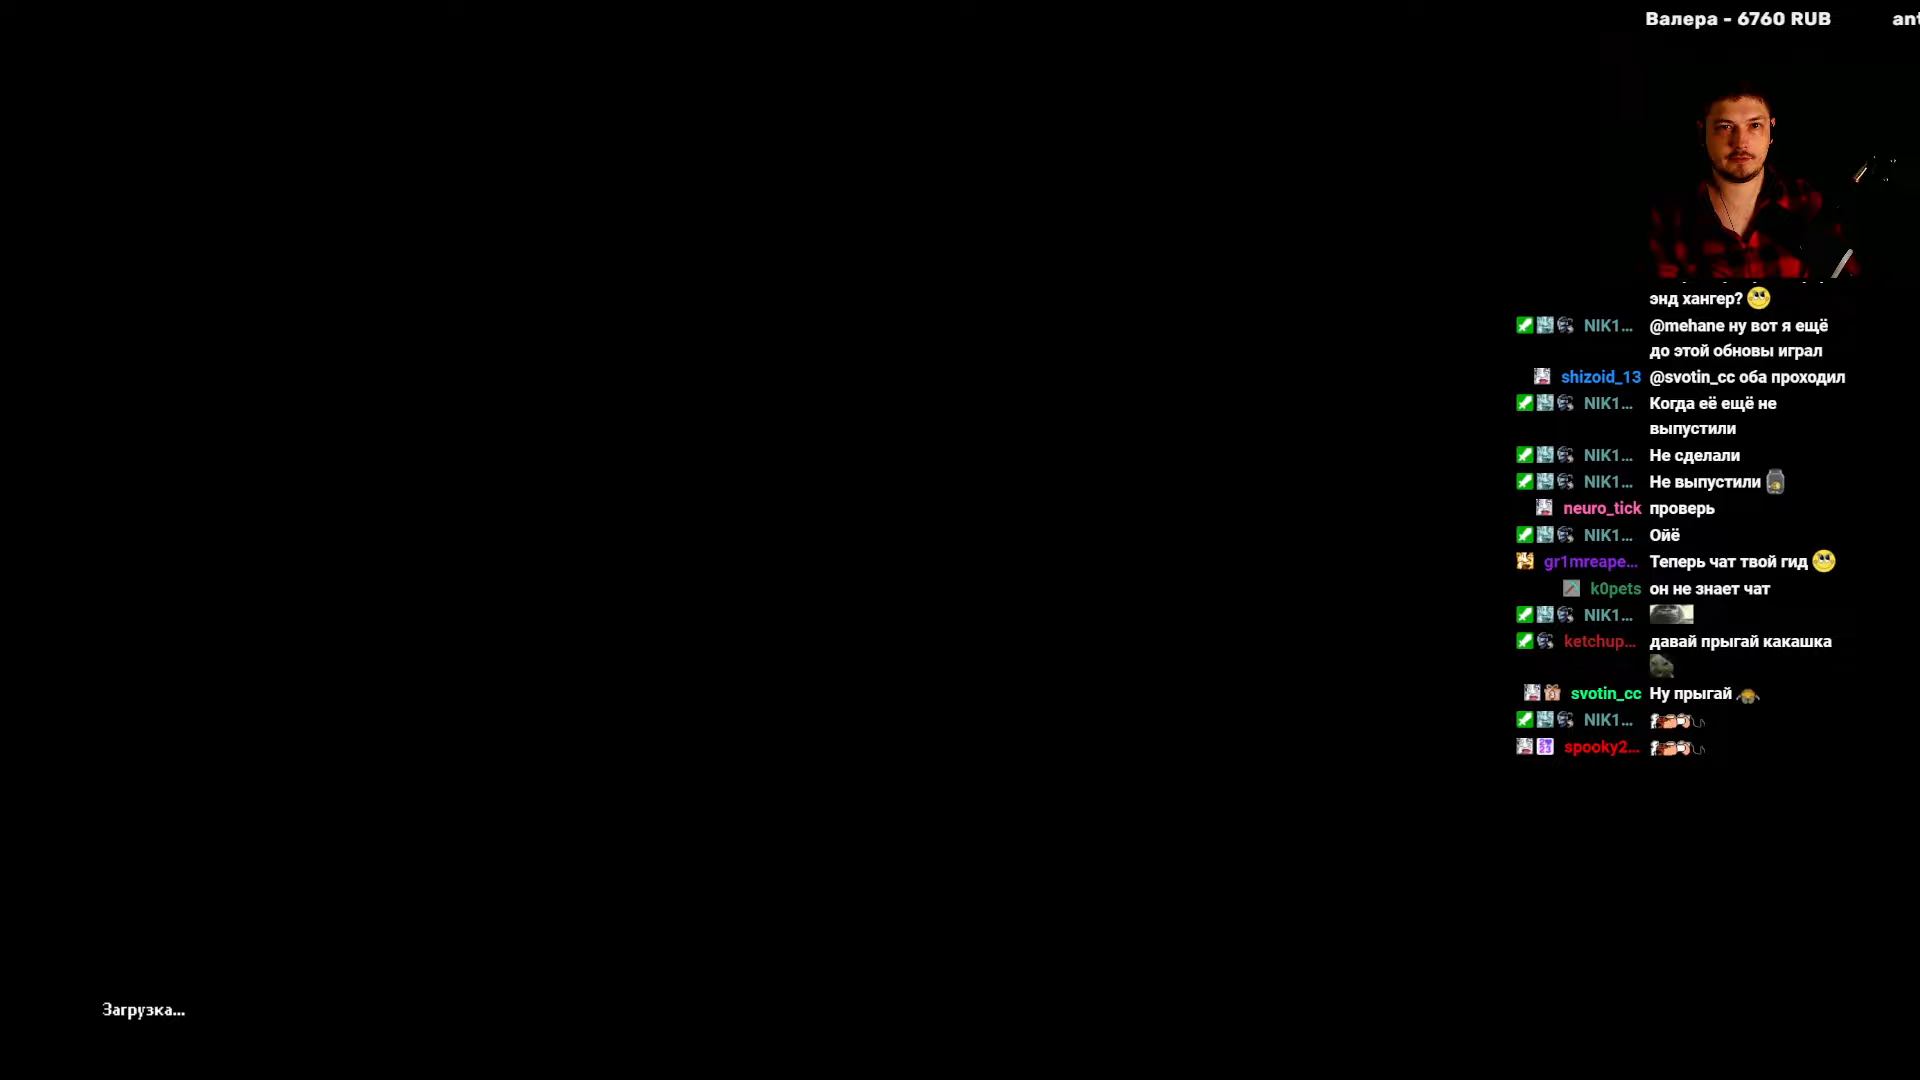 Валера - 6760 RUB ant
энд хангер?
NIK1... @mehane ну вот я ещё
до этой обновы играл
shizoid_13 @svotin_cc оба проходил
NIK1... Когда её ещё не
выпустили
NIK1... Не сделали
NIK1... Не выпустили
neuro_tick проверь
NIK1... Ойё
gr1mreape... Теперь чат твой гид
k0pets он не знает чат
NIK1...
ketchup... давай прыгай какашка
svotin_cc Ну прыгай
NIK1...
spooky2...
Загрузка...